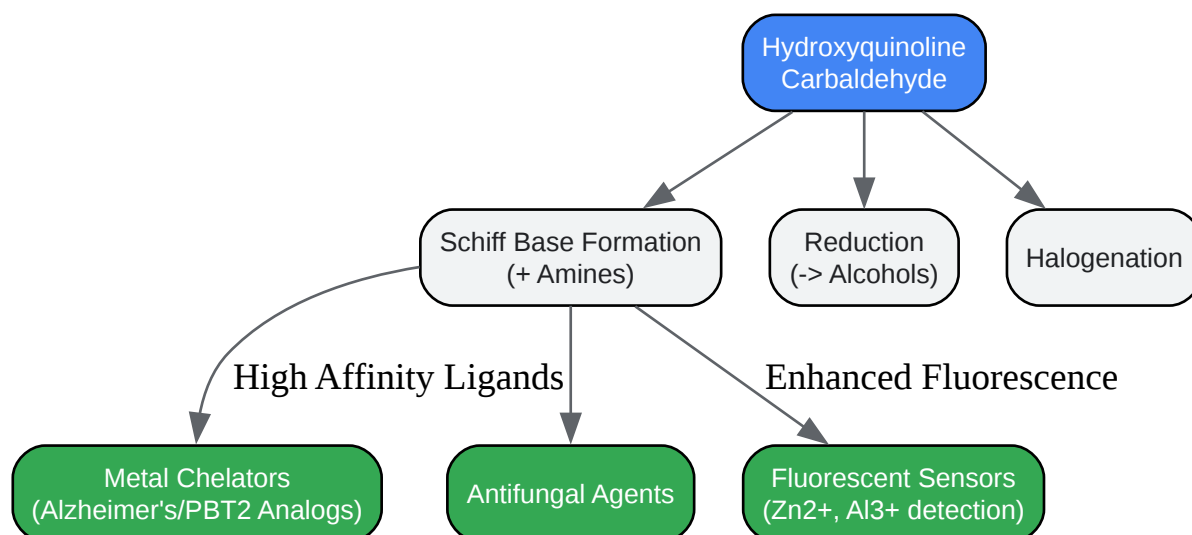 Hydroxyquinoline
Carbaldehyde
Schiff Base Formation
(+ Amines)
Reduction
(-> Alcohols)
Halogenation
High Affinity Ligands
Enhanced Fluorescence
Metal Chelators
(Alzheimer's/PBT2 Analogs)
Antifungal Agents
Fluorescent Sensors
(Zn2+, Al3+ detection)